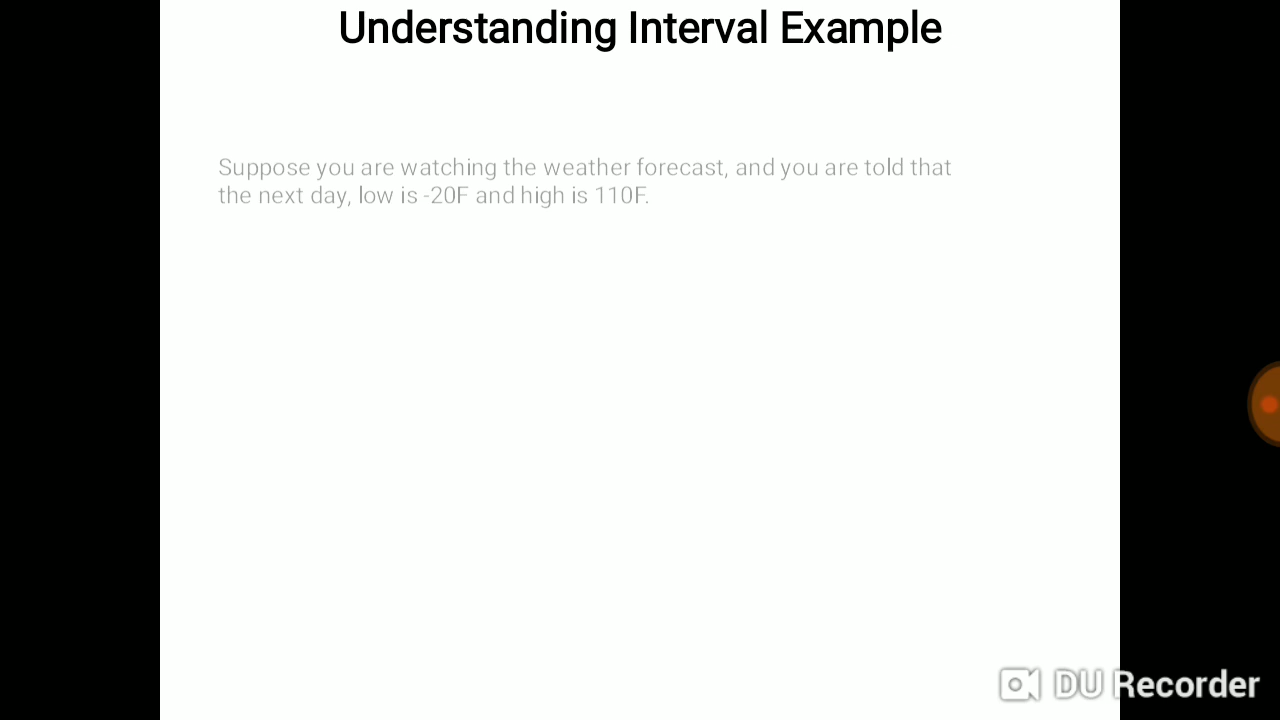 Understanding Interval Example
Suppose you are watching the weather forecast, and you are told that
the next day, low is -20F and high is 110F.
DU Recorder